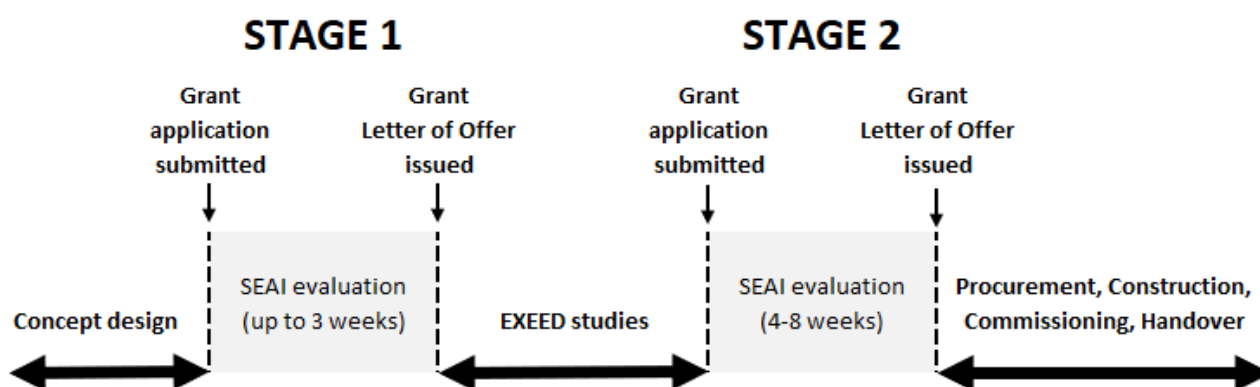 STAGE 1
STAGE 2
Grant
application
submitted
Grant
Letter of Offer
issued
Grant
application
submitted
Grant
Letter of Offer
issued
Concept design
SEAI evaluation
(up to 3 weeks)
EXEED studies
SEAI evaluation
(4-8 weeks)
Procurement, Construction,
Commissioning, Handover